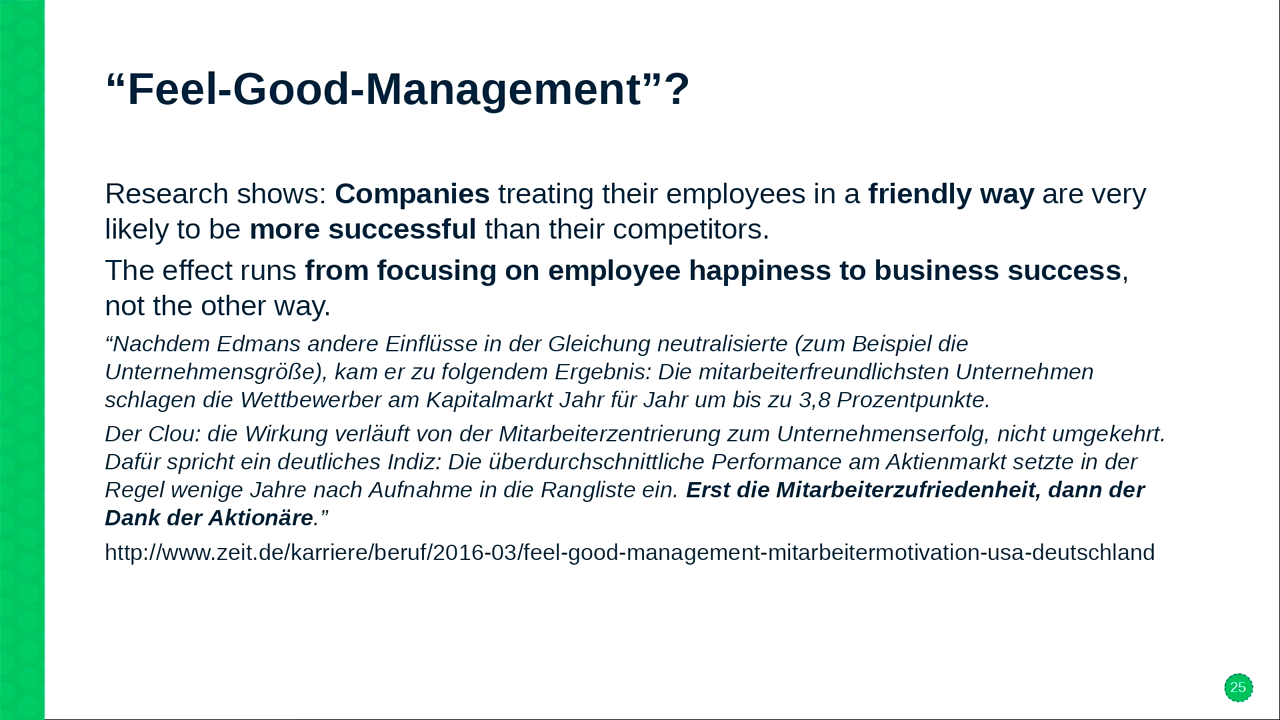 “Feel-Good-Management”?
Research shows: Companies treating their employees in a friendly way are very
likely to be more successful than their competitors.
The effect runs from focusing on employee happiness to business success,
not the other way.
“Nachdem Edmans andere Einflüsse in der Gleichung neutralisierte (zum Beispiel die
Unternehmensgröße), kam er zu folgendem Ergebnis: Die mitarbeiterfreundlichsten Unternehmen
schlagen die Wettbewerber am Kapitalmarkt Jahr für Jahr um bis zu 3,8 Prozentpunkte.
Der Clou: die Wirkung verläuft von der Mitarbeiterzentrierung zum Unternehmenserfolg, nicht umgekehrt.
Dafür spricht ein deutliches Indiz: Die überdurchschnittliche Performance am Aktienmarkt setzte in der
Regel wenige Jahre nach Aufnahme in die Rangliste ein. Erst die Mitarbeiterzufriedenheit, dann der
Dank der Aktionäre.”
http://www.zeit.de/karriere/beruf/2016-03/feel-good-management-mitarbeitermotivation-usa-deutschland
25